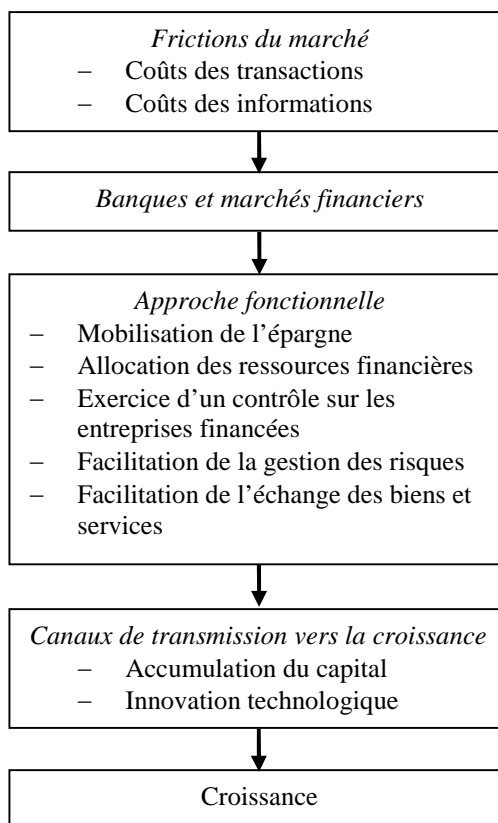 Frictions du marché
– Coûts des transactions
– Coûts des informations
Banques et marchés financiers
Approche fonctionnelle
– Mobilisation de l’épargne
– Allocation des ressources financières
– Exercice d’un contrôle sur les
entreprises financées
– Facilitation de la gestion des risques
– Facilitation de l’échange des biens et
services
Canaux de transmission vers la croissance
– Accumulation du capital
– Innovation technologique
Croissance